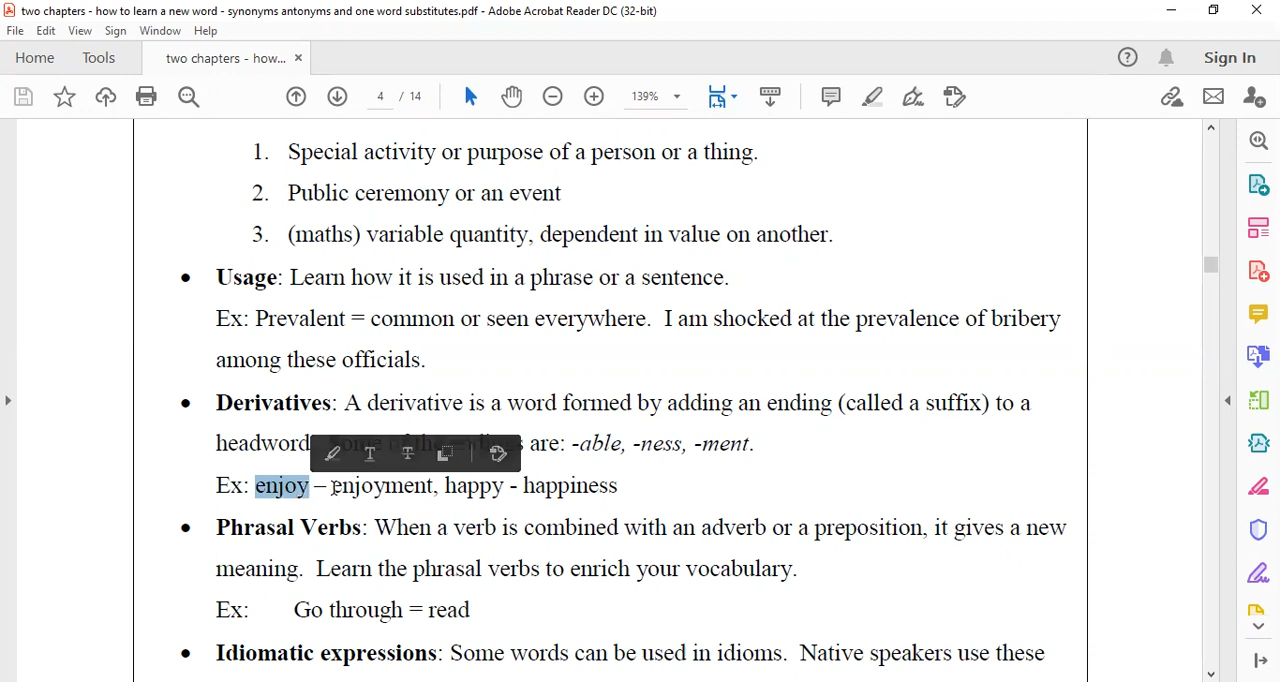 two chapters - how to learn a new word - synonyms antonyms and one word substitutes.pdf - Adobe Acrobat Reader DC (32-bit)
File Edit View Sign Window Help
Home Tools two chapters - how... × Sign In
4 / 14 139%
1. Special activity or purpose of a person or a thing.
2. Public ceremony or an event
3. (maths) variable quantity, dependent in value on another.
• Usage: Learn how it is used in a phrase or a sentence.
Ex: Prevalent = common or seen everywhere. I am shocked at the prevalence of bribery
among these officials.
• Derivatives: A derivative is a word formed by adding an ending (called a suffix) to a
headword are: -able, -ness, -ment.
Ex: enjoy – enjoyment, happy - happiness
• Phrasal Verbs: When a verb is combined with an adverb or a preposition, it gives a new
meaning. Learn the phrasal verbs to enrich your vocabulary.
Ex: Go through = read
• Idiomatic expressions: Some words can be used in idioms. Native speakers use these